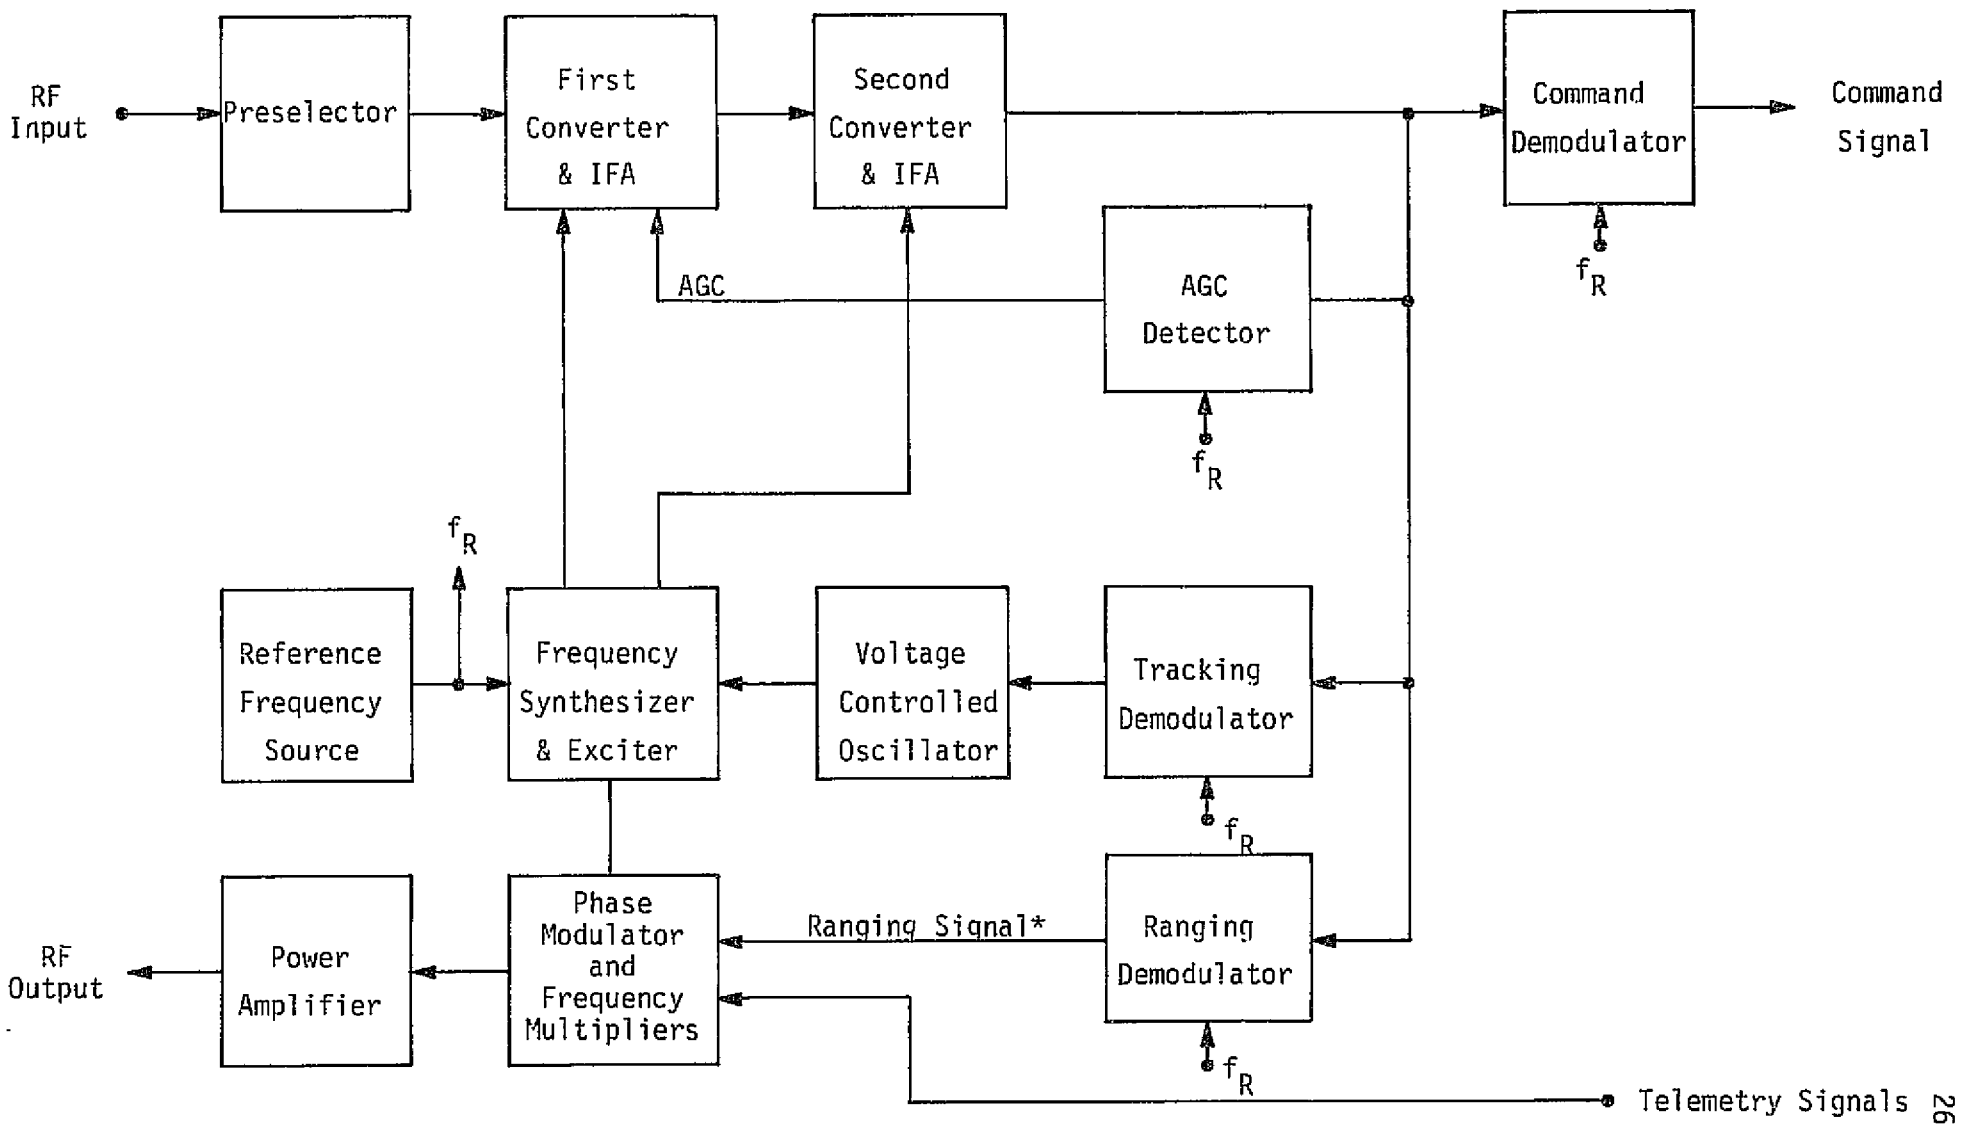 RF
Input
Preselector
First
Converter
& IFA
Second
Converter
& IFA
Command
Demodulator
Command
Signal
fR
AGC
AGC
Detector
fR
fR
Reference
Frequency
Source
Frequency
Synthesizer
& Exciter
Voltage
Controlled
Oscillator
Tracking
Demodulator
fR
RF
Output
Power
Amplifier
Phase
Modulator
and
Frequency
Multipliers
Ranging Signal*
Ranging
Demodulator
fR
Telemetry Signals
26